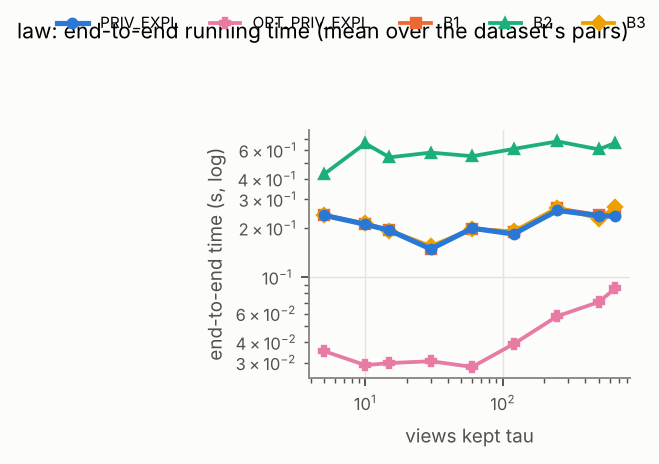 PRIV_EXPL OPT_PRIV_EXPL B1 B2 B3
law: end-to-end running time (mean over the dataset's pairs)
end-to-end time (s, log)
6 × 10⁻¹
4 × 10⁻¹
3 × 10⁻¹
2 × 10⁻¹
10⁻¹
6 × 10⁻²
4 × 10⁻²
3 × 10⁻²
10¹ 10²
views kept tau